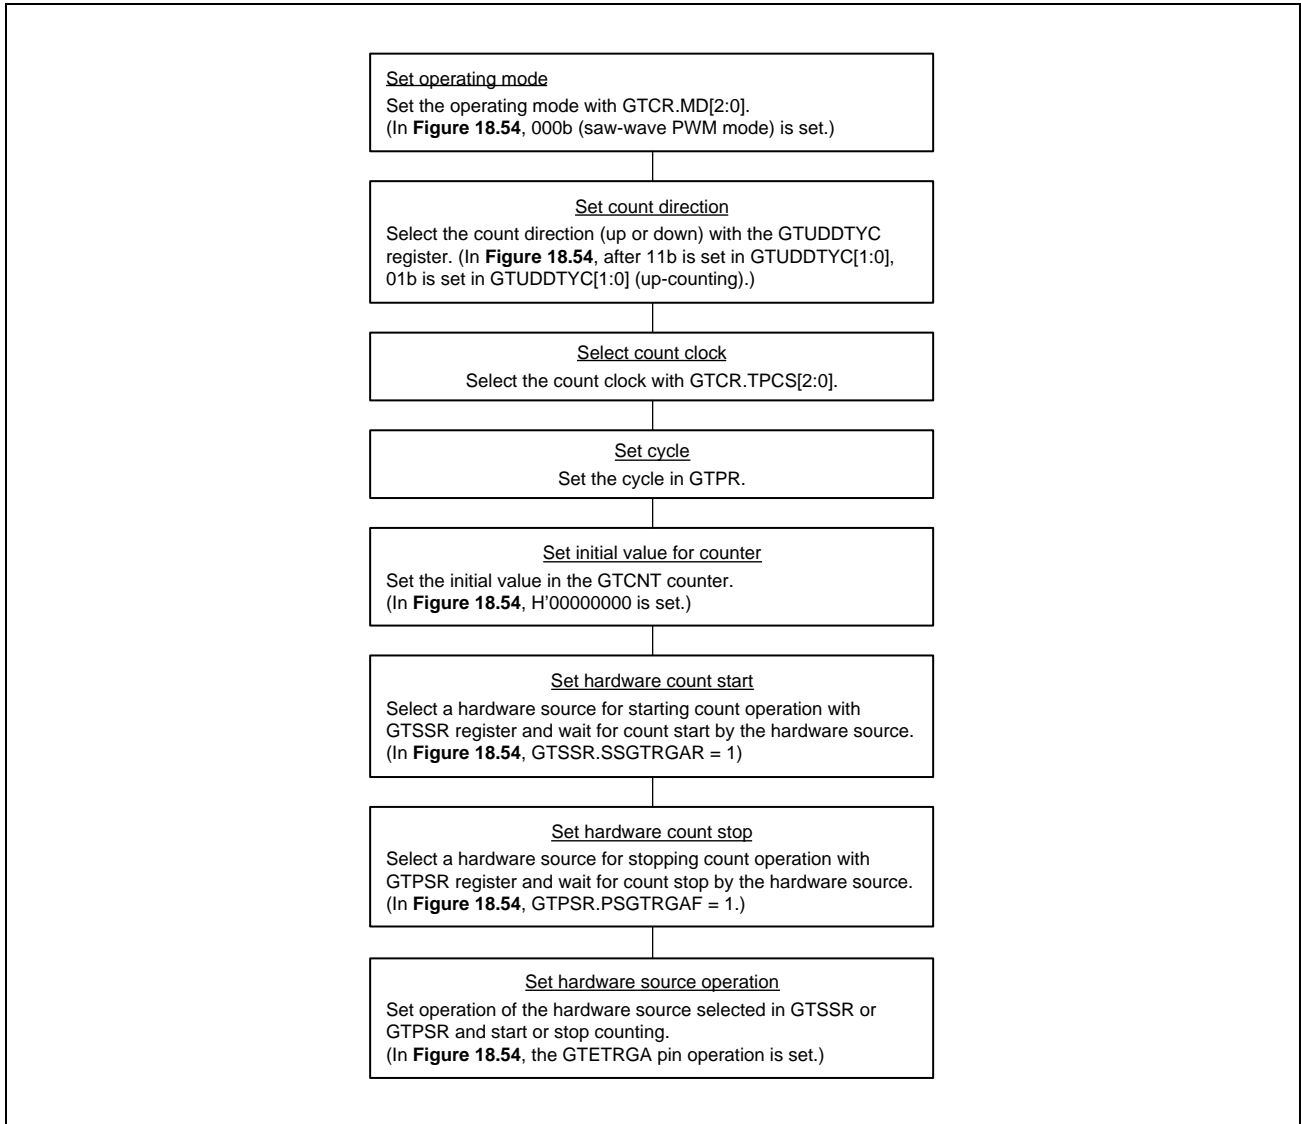 Set operating mode
Set the operating mode with GTCR.MD[2:0].
(In Figure 18.54, 000b (saw-wave PWM mode) is set.)
Set count direction
Select the count direction (up or down) with the GTUDDTYC
register. (In Figure 18.54, after 11b is set in GTUDDTYC[1:0],
01b is set in GTUDDTYC[1:0] (up-counting).)
Select count clock
Select the count clock with GTCR.TPCS[2:0].
Set cycle
Set the cycle in GTPR.
Set initial value for counter
Set the initial value in the GTCNT counter.
(In Figure 18.54, H'00000000 is set.)
Set hardware count start
Select a hardware source for starting count operation with
GTSSR register and wait for count start by the hardware source.
(In Figure 18.54, GTSSR.SSGTRGAR = 1)
Set hardware count stop
Select a hardware source for stopping count operation with
GTPSR register and wait for count stop by the hardware source.
(In Figure 18.54, GTPSR.PSGTRGAF = 1.)
Set hardware source operation
Set operation of the hardware source selected in GTSSR or
GTPSR and start or stop counting.
(In Figure 18.54, the GTETRGA pin operation is set.)